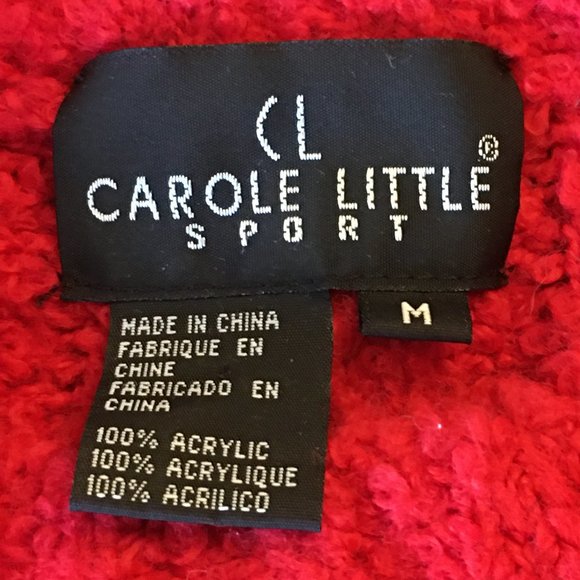 CL
CAROLE LITTLE®
SPORT
M
MADE IN CHINA
FABRIQUE EN
CHINE
FABRICADO EN
CHINA
100% ACRYLIC
100% ACRYLIQUE
100% ACRILICO